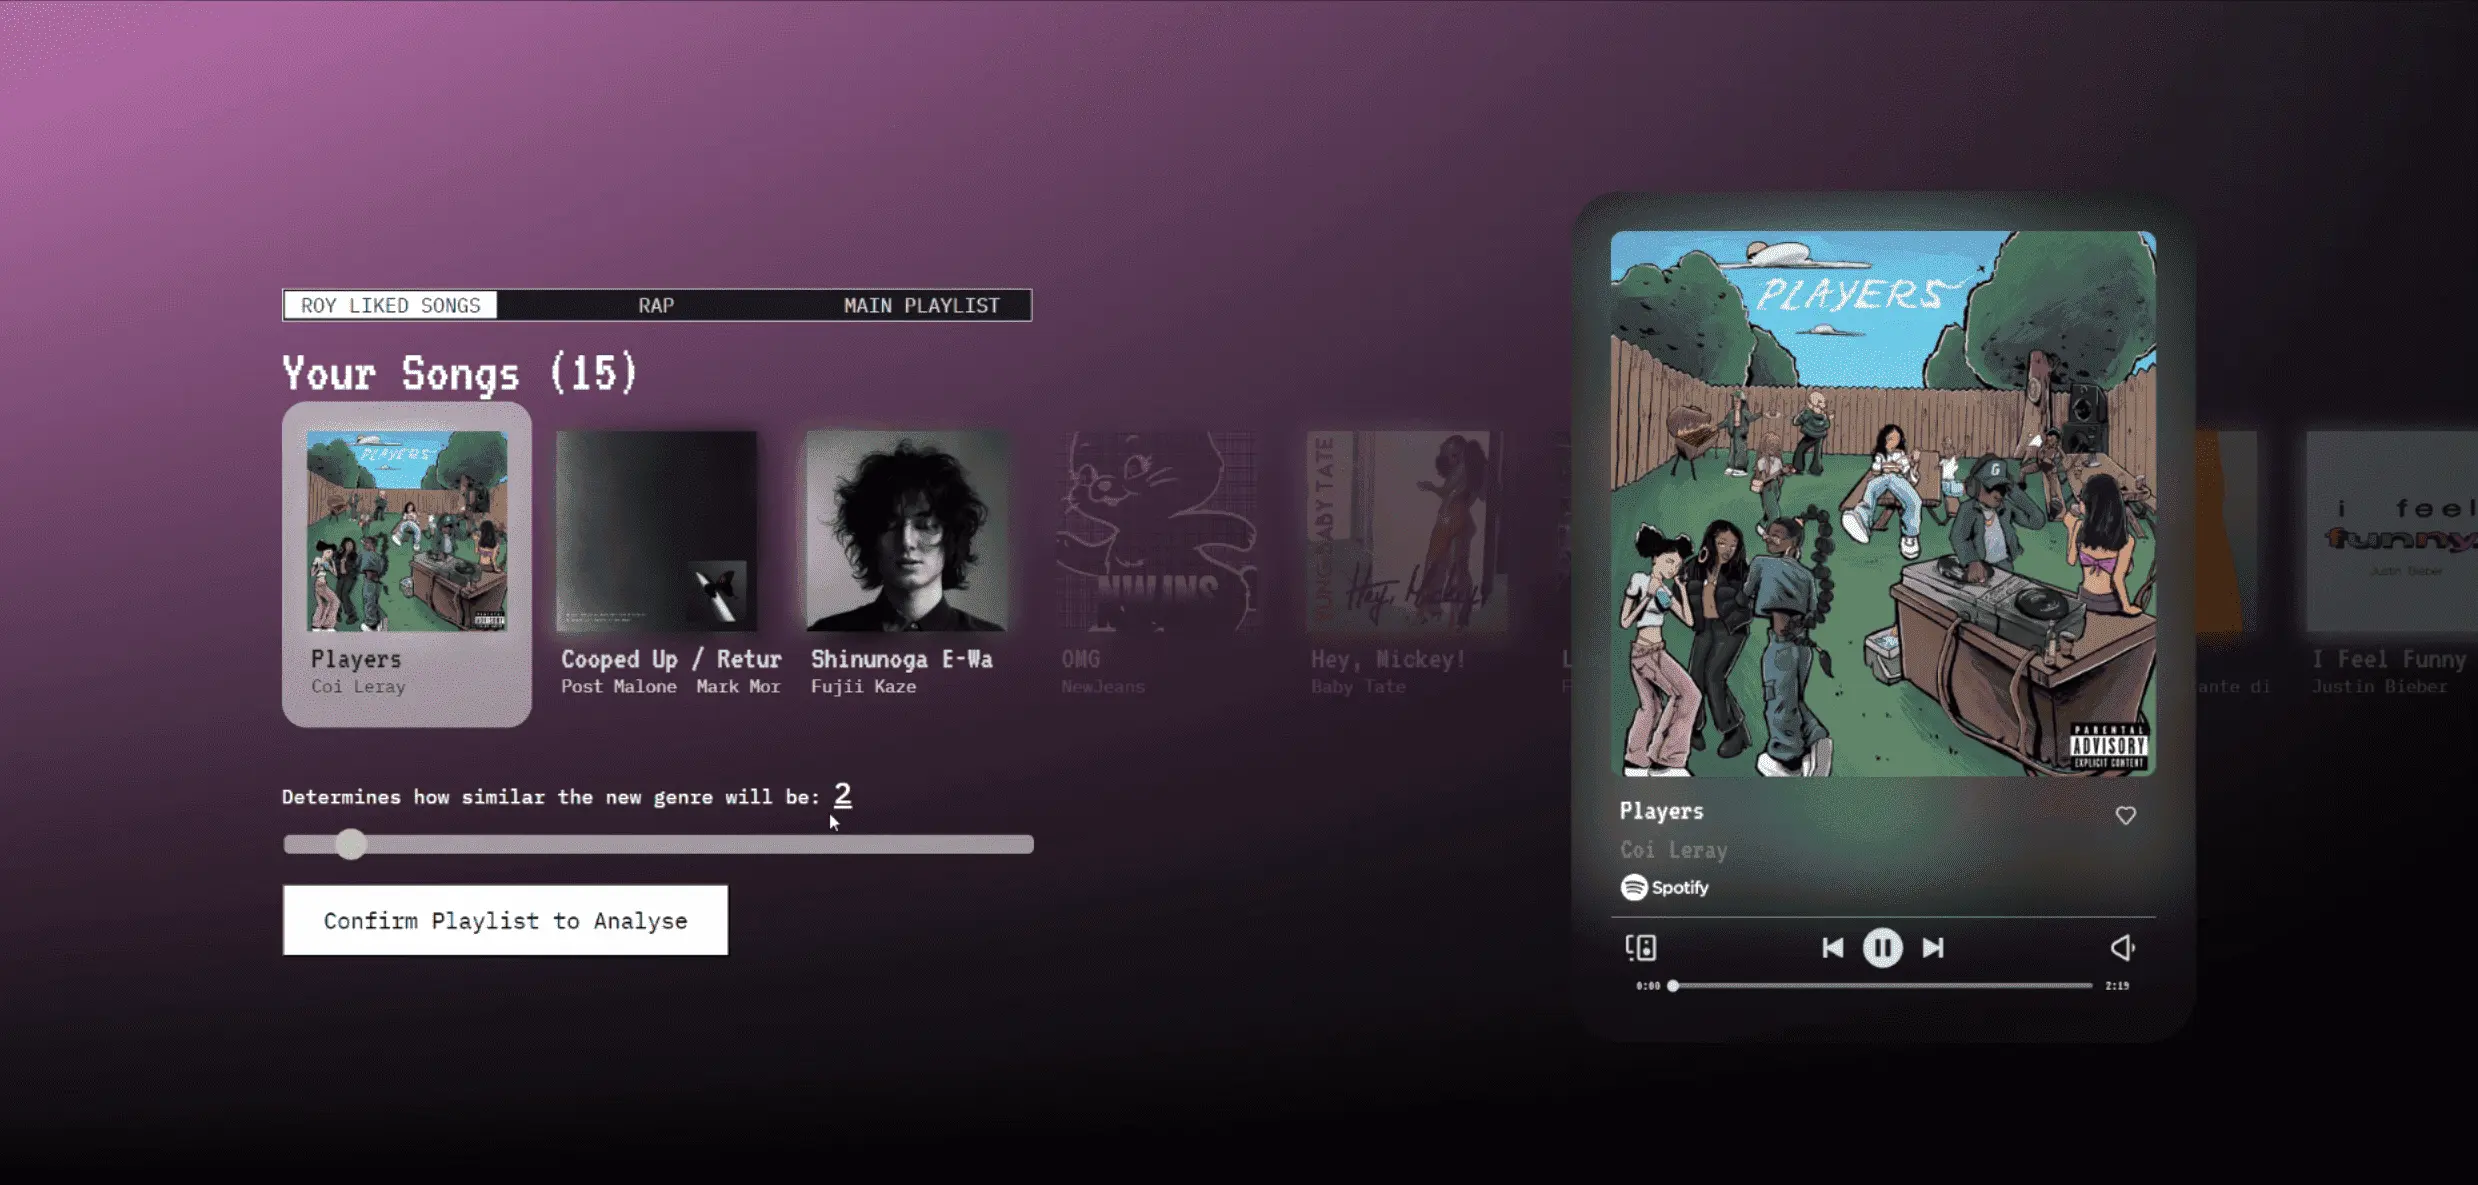 ROY LIKED SONGS
RAP
MAIN PLAYLIST
Your Songs (15)
PLAYERS
Players
Coi Leray
Cooped Up / Retur
Post Malone Mark Mor
Shinunoga E-Wa
Fujii Kaze
NWJNS
OMG
NewJeans
BABY TATE
Hey, Mickey!
Hey, Mickey!
Baby Tate
L
F
ante di
i feel
funny.
Justin Bieber
I Feel Funny
Justin Bieber
Determines how similar the new genre will be: 2
Confirm Playlist to Analyse
PLAYERS
G
PARENTAL
ADVISORY
EXPLICIT CONTENT
Players
Coi Leray
Spotify
0:00
2:19